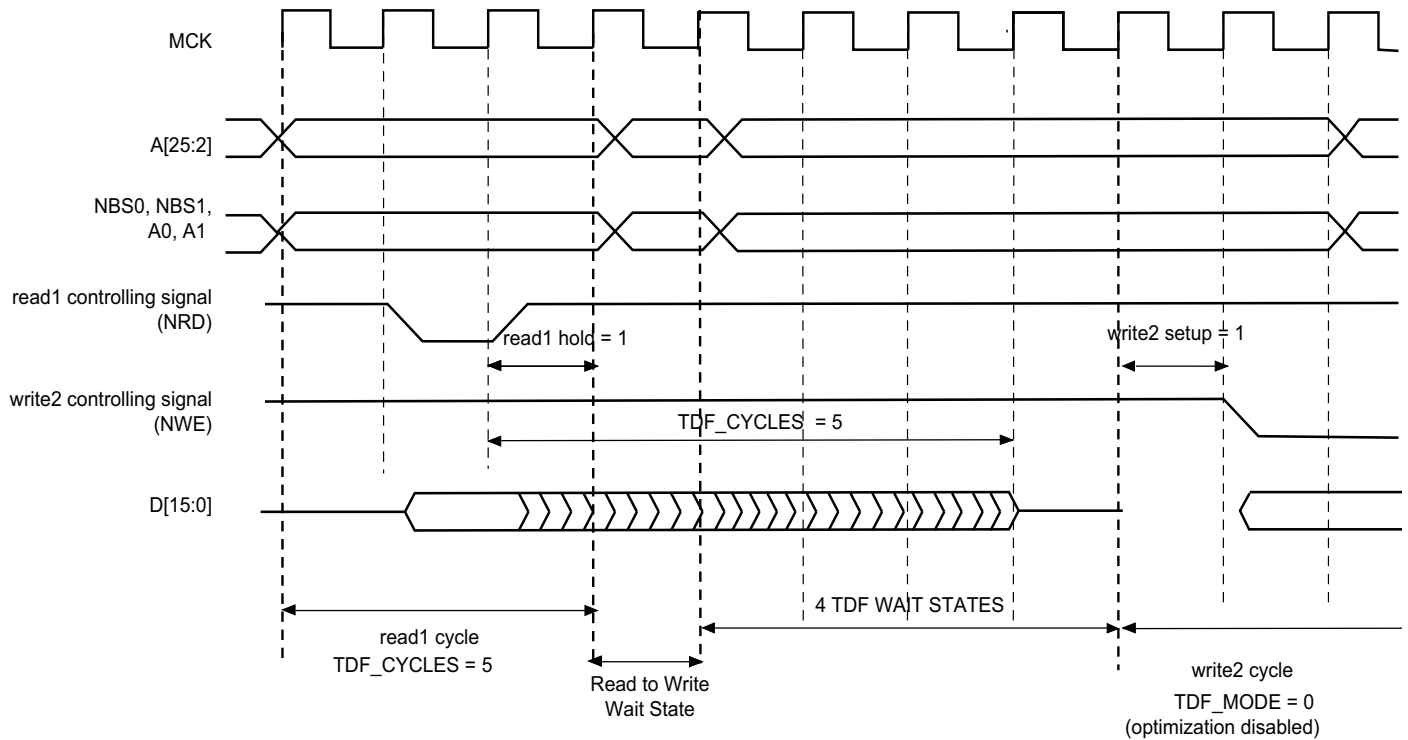 MCK
A[25:2]
NBS0, NBS1,
A0, A1
read1 controlling signal
(NRD)
read1 hold = 1
write2 setup = 1
write2 controlling signal
(NWE)
TDF_CYCLES = 5
D[15:0]
4 TDF WAIT STATES
read1 cycle
TDF_CYCLES = 5
Read to Write
Wait State
write2 cycle
TDF_MODE = 0
(optimization disabled)